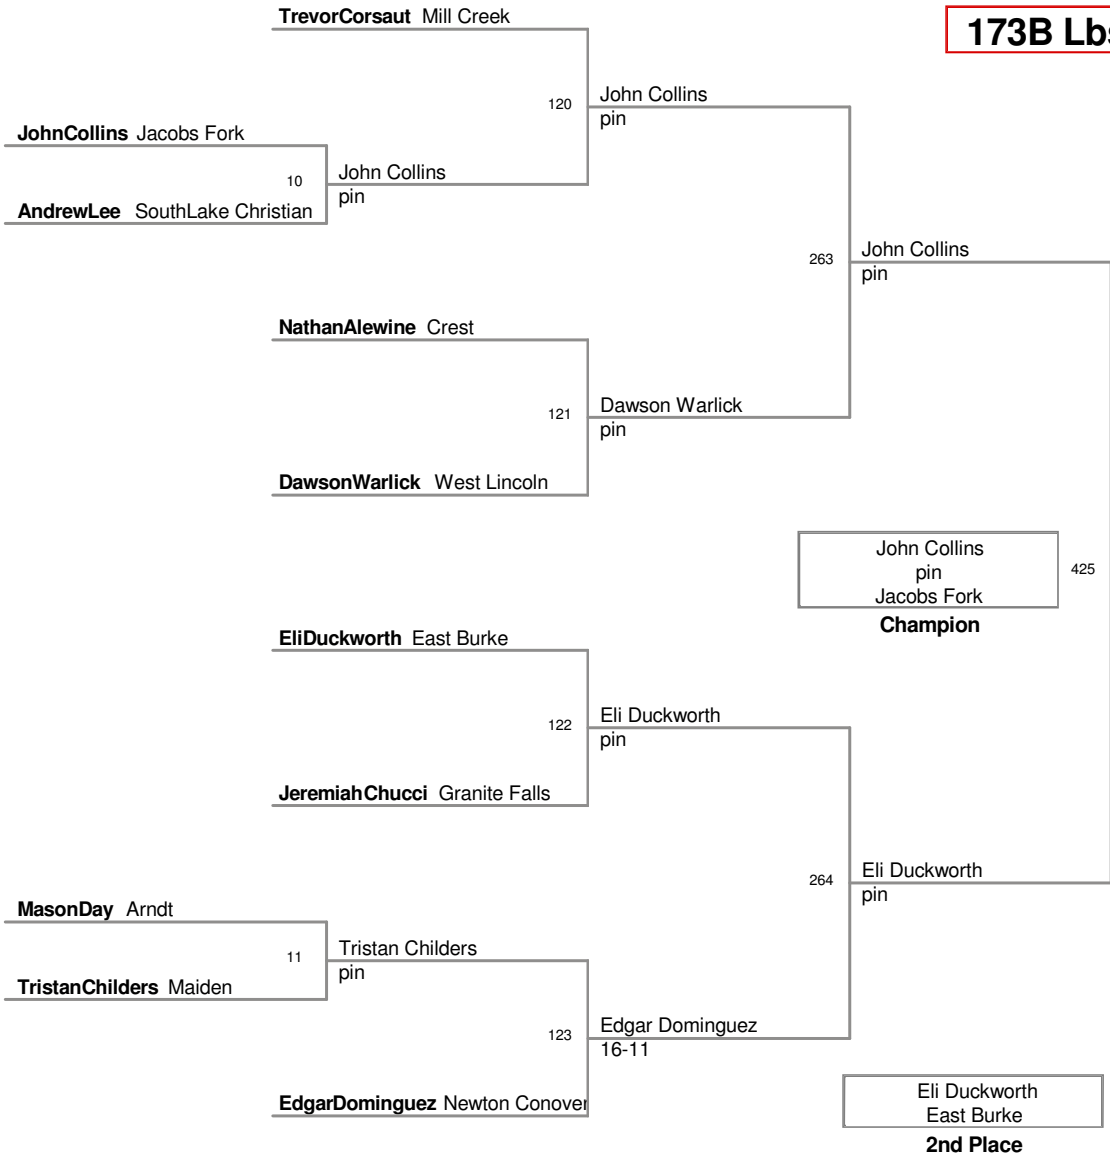 TrevorCorsaut Mill Creek
173B Lbs
120
John Collins
pin
JohnCollins Jacobs Fork
10
John Collins
pin
AndrewLee SouthLake Christian
263
John Collins
pin
NathanAlewine Crest
121
Dawson Warlick
pin
DawsonWarlick West Lincoln
John Collins
pin
Jacobs Fork
425
Champion
EliDuckworth East Burke
122
Eli Duckworth
pin
JeremiahChucci Granite Falls
264
Eli Duckworth
pin
MasonDay Arndt
11
Tristan Childers
pin
TristanChilders Maiden
123
Edgar Dominguez
16-11
EdgarDominguez Newton Conover
Eli Duckworth
East Burke
2nd Place